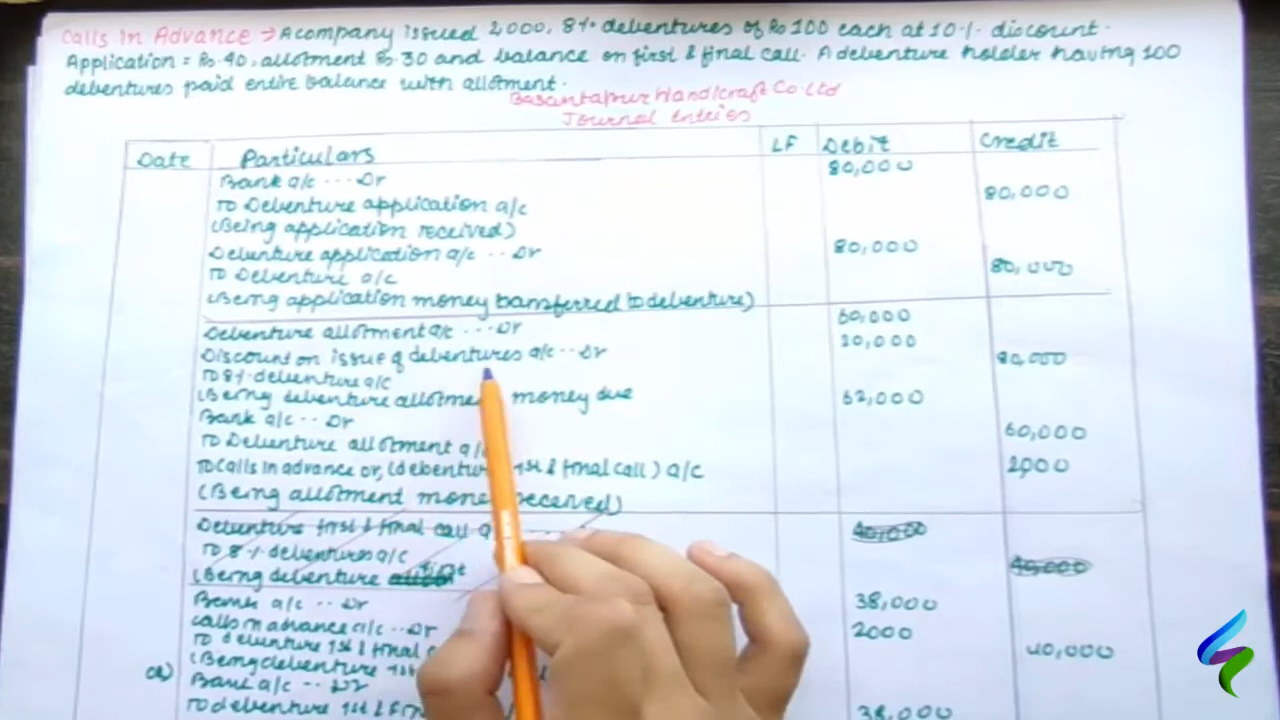 Calls In Advance → A company issued 2,000, 8% debentures of Rs 100 each at 10% discount.
Application = Rs. 40, allotment Rs. 30 and balance on first & final call. A debenture holder having 100
debentures paid entire balance with allotment.
Basantapur Handicraft Co Ltd
Journal Entries
Date Particulars LF Debit Credit
Bank a/c ... Dr 80,000
To Debenture application a/c 80,000
(Being application received)
Debenture application a/c .. Dr 80,000
To Debenture a/c 80,000
(Being application money transferred to debenture)
Debenture allotment a/c ... Dr 60,000
Discount on issue of debentures a/c .. Dr 20,000
To 8% debenture a/c 80,000
(Being debenture allotment money due
Bank a/c .. Dr 62,000
To Debenture allotment a/c 60,000
To calls In advance or, (debenture 1st & final call) a/c 2,000
(Being allotment money received)
Debenture first & final call 40,000
To 8% debentures a/c 40,000
(Being debenture
Bank a/c .. Dr 38,000
calls in advance a/c .. Dr 2000
To debenture 1st & final 40,000
(Being debenture 1st
or) Bank a/c .. Dr
To debenture 1st & 38,000